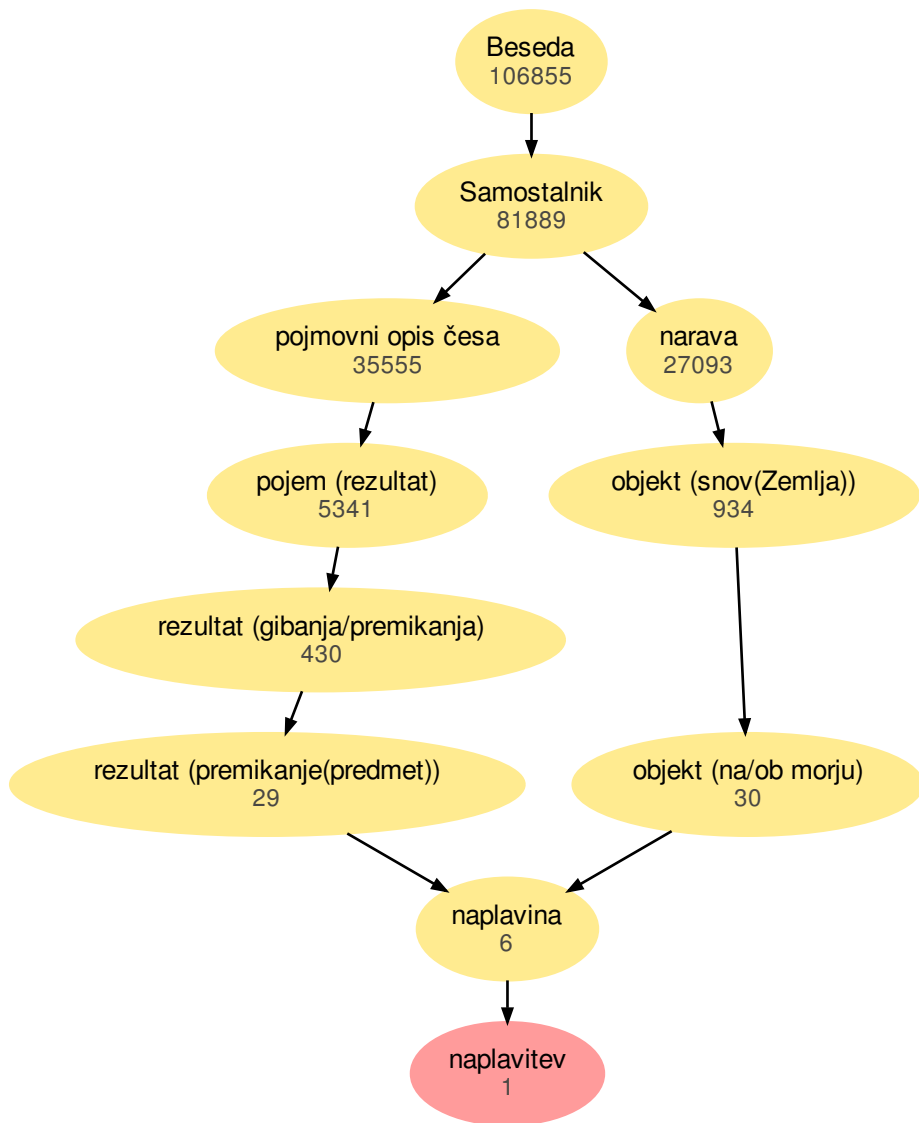 Beseda
106855
Samostalnik
81889
pojmovni opis česa
35555
narava
27093
pojem (rezultat)
5341
objekt (snov(Zemlja))
934
rezultat (gibanja/premikanja)
430
rezultat (premikanje(predmet))
29
objekt (na/ob morju)
30
naplavina
6
naplavitev
1